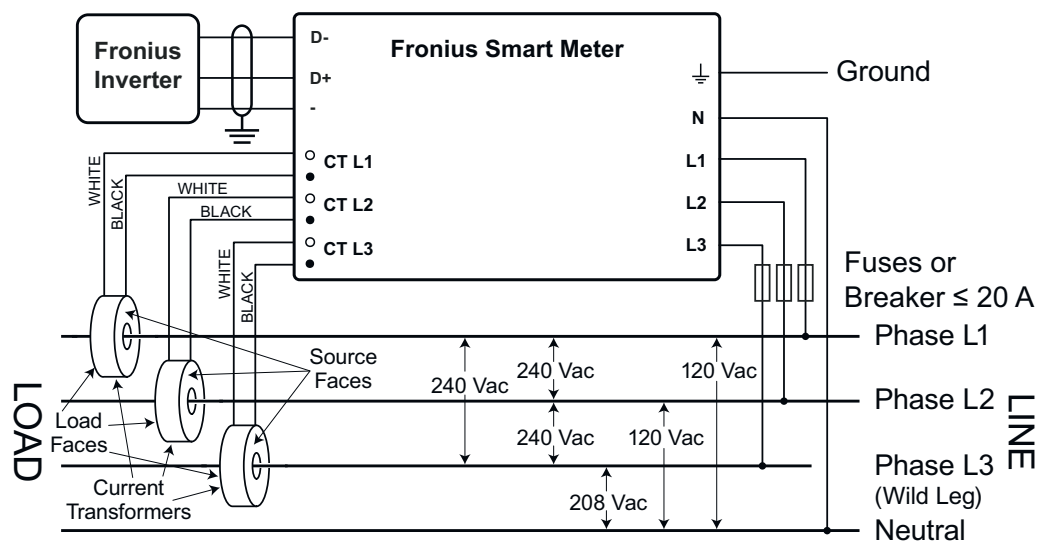 Fronius
Inverter
D-
D+
-
Fronius Smart Meter
Ground
N
WHITE
BLACK
CT L1
L1
WHITE
BLACK
CT L2
L2
WHITE
BLACK
CT L3
L3
Fuses or
Breaker ≤ 20 A
Phase L1
Source
Faces
240 Vac
240 Vac
120 Vac
Phase L2
LOAD
LINE
Load
Faces
240 Vac
120 Vac
Phase L3
(Wild Leg)
Current
Transformers
208 Vac
Neutral